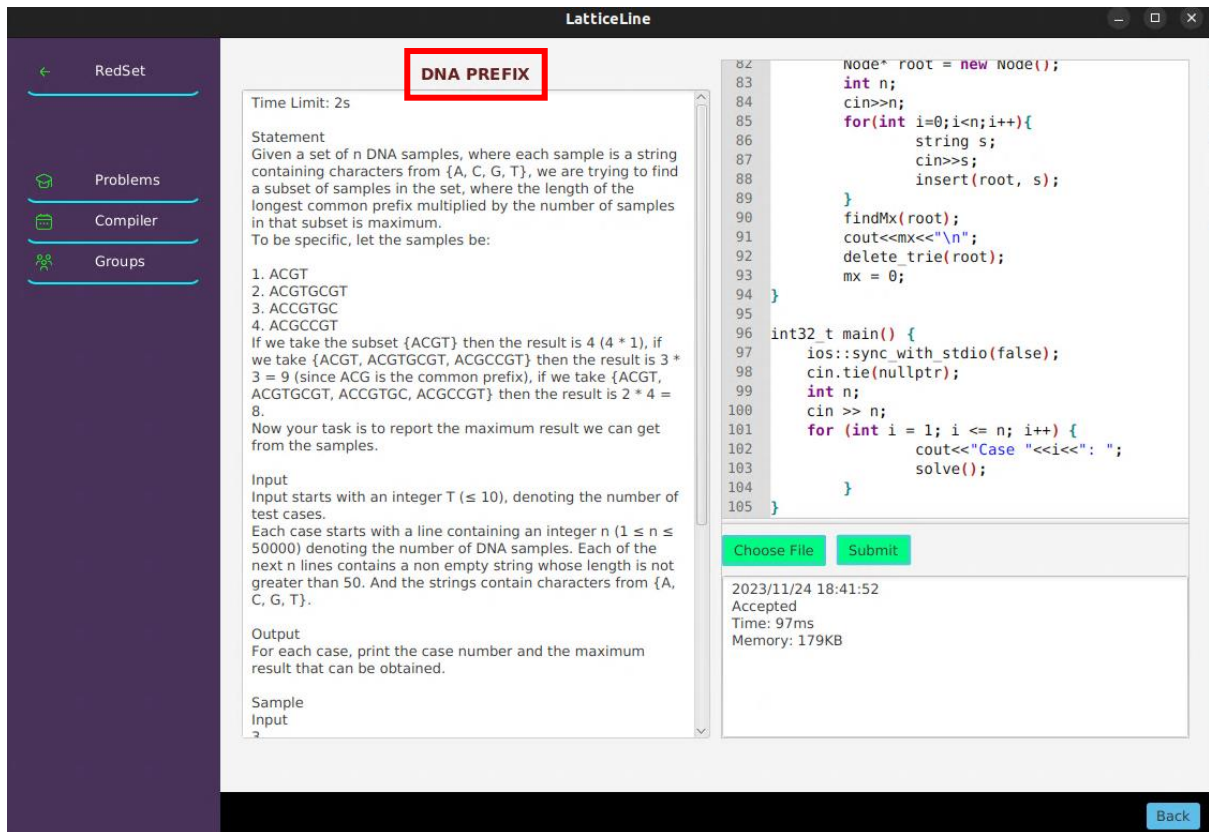 LatticeLine
RedSet
Problems
Compiler
Groups
DNA PREFIX
Time Limit: 2s
Statement
Given a set of n DNA samples, where each sample is a string
containing characters from {A, C, G, T}, we are trying to find
a subset of samples in the set, where the length of the
longest common prefix multiplied by the number of samples
in that subset is maximum.
To be specific, let the samples be:
1. ACGT
2. ACGTGCGT
3. ACCGTGC
4. ACGCCGT
If we take the subset {ACGT} then the result is 4 (4 * 1), if
we take {ACGT, ACGTGCGT, ACGCCGT} then the result is 3 *
3 = 9 (since ACG is the common prefix), if we take {ACGT,
ACGTGCGT, ACCGTGC, ACGCCGT} then the result is 2 * 4 =
8.
Now your task is to report the maximum result we can get
from the samples.
Input
Input starts with an integer T (≤ 10), denoting the number of
test cases.
Each case starts with a line containing an integer n (1 ≤ n ≤
50000) denoting the number of DNA samples. Each of the
next n lines contains a non empty string whose length is not
greater than 50. And the strings contain characters from {A,
C, G, T}.
Output
For each case, print the case number and the maximum
result that can be obtained.
Sample
Input
3
82 Node* root = new Node();
83 int n;
84 cin>>n;
85 for(int i=0;i<n;i++){
86 string s;
87 cin>>s;
88 insert(root, s);
89 }
90 findMx(root);
91 cout<<mx<<"\n";
92 delete_trie(root);
93 mx = 0;
94 }
95
96 int32_t main() {
97 ios::sync_with_stdio(false);
98 cin.tie(nullptr);
99 int n;
100 cin >> n;
101 for (int i = 1; i <= n; i++) {
102 cout<<"Case "<<i<<": ";
103 solve();
104 }
105 }
Choose File
Submit
2023/11/24 18:41:52
Accepted
Time: 97ms
Memory: 179KB
Back